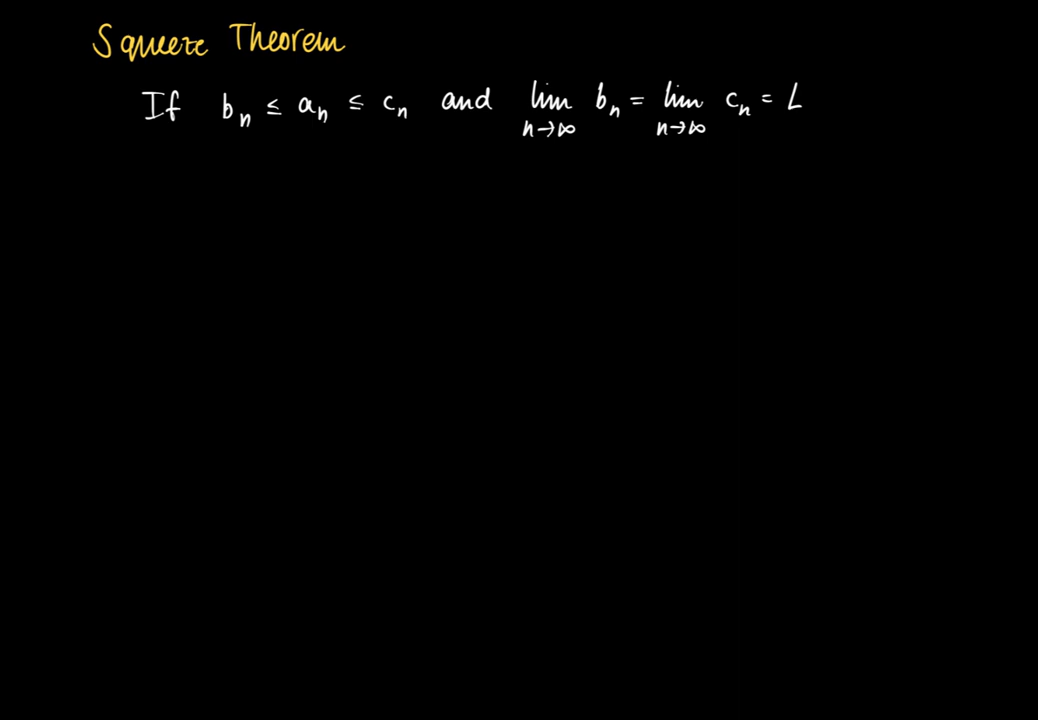 Squeeze Theorem
If bₙ ≤ aₙ ≤ cₙ and lim n→∞ bₙ = lim n→∞ cₙ = L